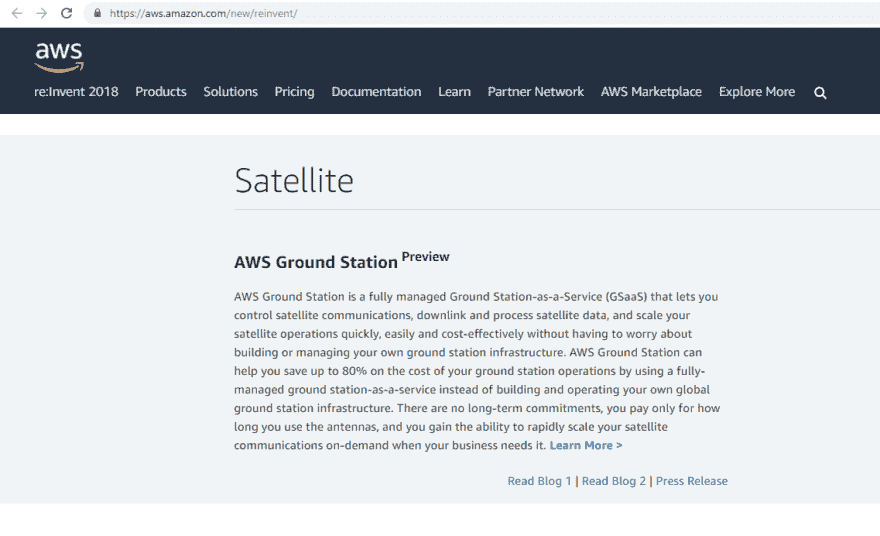 https://aws.amazon.com/new/reinvent/
aws
re:Invent 2018 Products Solutions Pricing Documentation Learn Partner Network AWS Marketplace Explore More
Satellite
AWS Ground Station Preview
AWS Ground Station is a fully managed Ground Station-as-a-Service (GSaaS) that lets you
control satellite communications, downlink and process satellite data, and scale your
satellite operations quickly, easily and cost-effectively without having to worry about
building or managing your own ground station infrastructure. AWS Ground Station can
help you save up to 80% on the cost of your ground station operations by using a fully-
managed ground station-as-a-service instead of building and operating your own global
ground station infrastructure. There are no long-term commitments, you pay only for how
long you use the antennas, and you gain the ability to rapidly scale your satellite
communications on-demand when your business needs it. Learn More >
Read Blog 1 | Read Blog 2 | Press Release